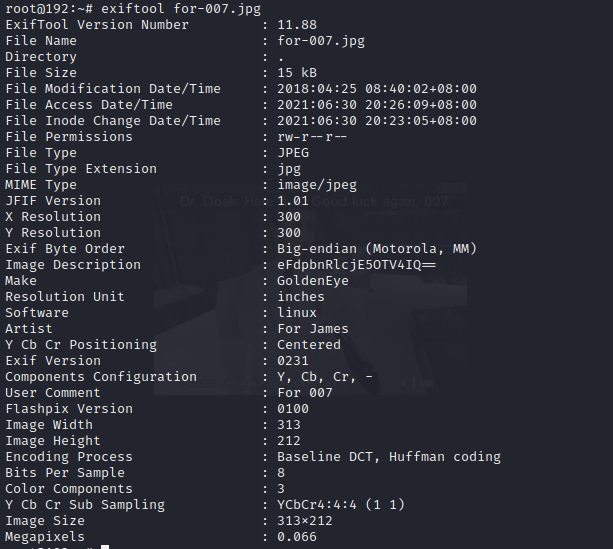 root@192:~# exiftool for-007.jpg
ExifTool Version Number : 11.88
File Name : for-007.jpg
Directory : .
File Size : 15 kB
File Modification Date/Time : 2018:04:25 08:40:02+08:00
File Access Date/Time : 2021:06:30 20:26:09+08:00
File Inode Change Date/Time : 2021:06:30 20:23:05+08:00
File Permissions : rw-r--r--
File Type : JPEG
File Type Extension : jpg
MIME Type : image/jpeg
JFIF Version : 1.01
X Resolution : 300
Y Resolution : 300
Exif Byte Order : Big-endian (Motorola, MM)
Image Description : eFdpbnRlcjE5OTV4IQ==
Make : GoldenEye
Resolution Unit : inches
Software : linux
Artist : For James
Y Cb Cr Positioning : Centered
Exif Version : 0231
Components Configuration : Y, Cb, Cr, -
User Comment : For 007
Flashpix Version : 0100
Image Width : 313
Image Height : 212
Encoding Process : Baseline DCT, Huffman coding
Bits Per Sample : 8
Color Components : 3
Y Cb Cr Sub Sampling : YCbCr4:4:4 (1 1)
Image Size : 313×212
Megapixels : 0.066
Dr. Doak. Good luck again, 007